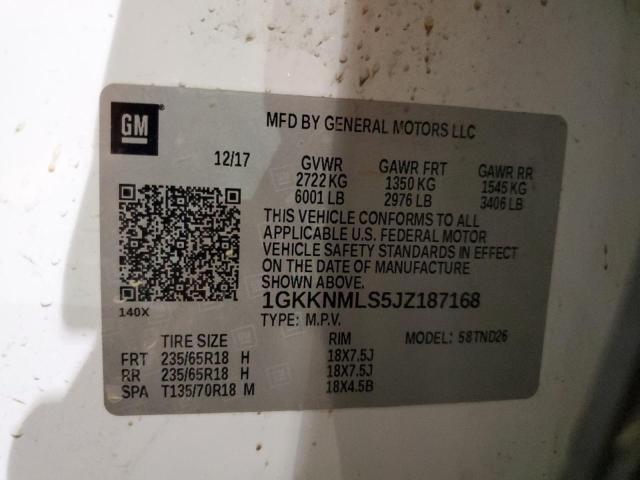 GM
MFD BY GENERAL MOTORS LLC
12/17 GVWR GAWR FRT GAWR RR
2722 KG 1350 KG 1545 KG
6001 LB 2976 LB 3406 LB
THIS VEHICLE CONFORMS TO ALL
APPLICABLE U.S. FEDERAL MOTOR
VEHICLE SAFETY STANDARDS IN EFFECT
ON THE DATE OF MANUFACTURE
SHOWN ABOVE.
1GKKNMLS5JZ187168
140X
TYPE: M.P.V. MODEL: 58TND26
TIRE SIZE RIM
FRT 235/65R18 H 18X7.5J
RR 235/65R18 H 18X7.5J
SPA T135/70R18 M 18X4.5B